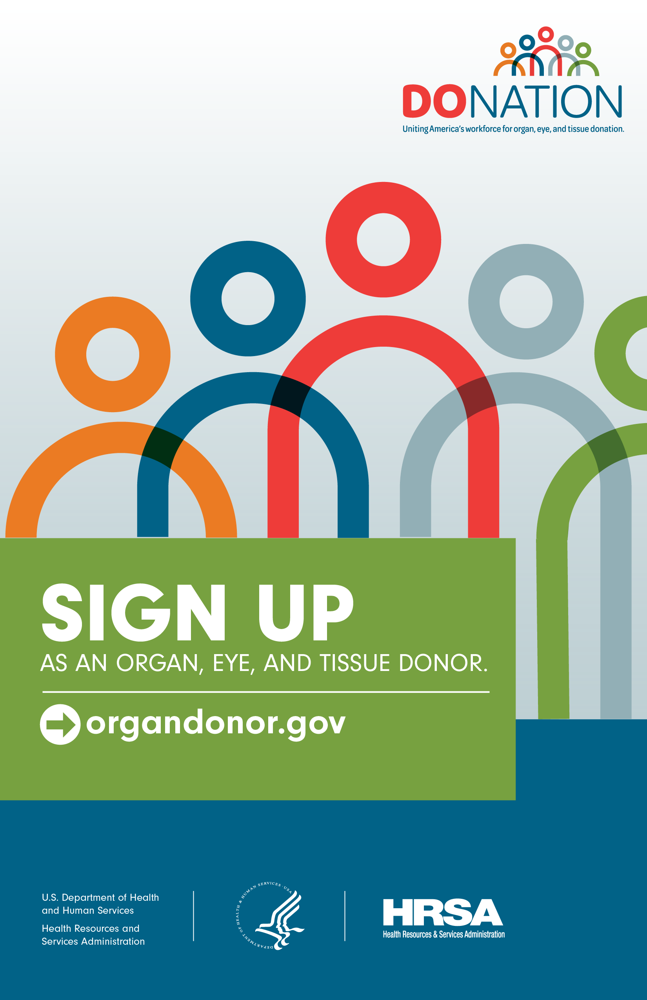 DONATION
Uniting America's workforce for organ, eye, and tissue donation.
SIGN UP
AS AN ORGAN, EYE, AND TISSUE DONOR.
organdonor.gov
U.S. Department of Health
and Human Services
Health Resources and
Services Administration
DEPARTMENT OF HEALTH & HUMAN SERVICES · USA
HRSA
Health Resources & Services Administration